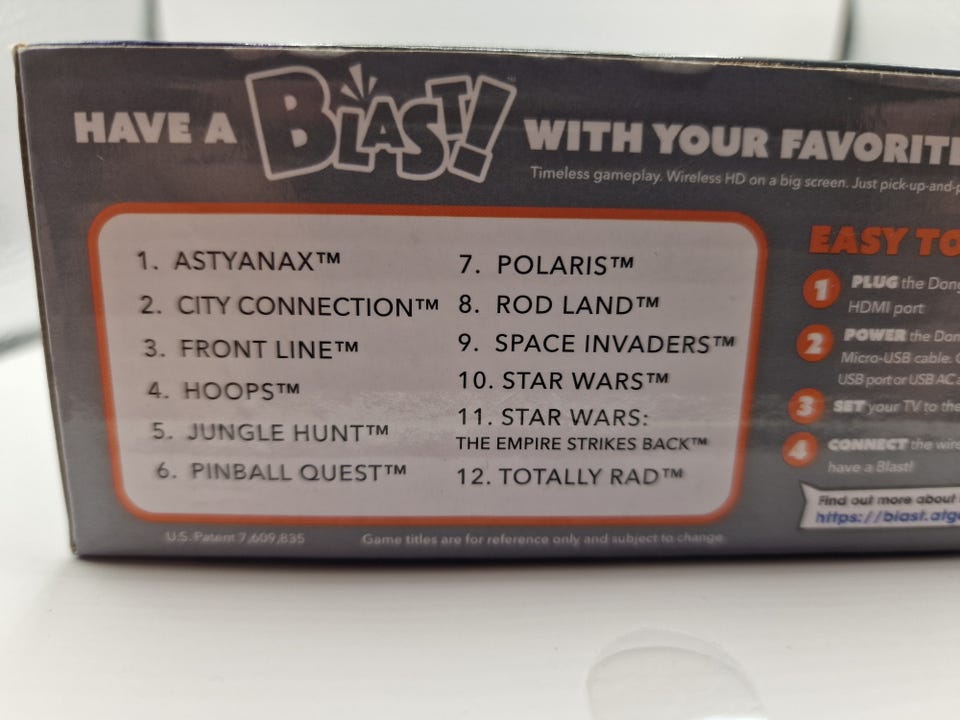 HAVE A BLAST! WITH YOUR FAVORITE
Timeless gameplay. Wireless HD on a big screen. Just pick-up-and-p
1. ASTYANAX™
2. CITY CONNECTION™
3. FRONT LINE™
4. HOOPS™
5. JUNGLE HUNT™
6. PINBALL QUEST™
7. POLARIS™
8. ROD LAND™
9. SPACE INVADERS™
10. STAR WARS™
11. STAR WARS:
THE EMPIRE STRIKES BACK™
12. TOTALLY RAD™
U.S. Patent 7,609,835
Game titles are for reference only and subject to change.
EASY TO
1 PLUG the Dong
HDMI port
2 POWER the Don
Micro-USB cable.
USB port or USB AC
3 SET your TV to the
4 CONNECT the wire
have a Blast!
Find out more about
https://blast.atg